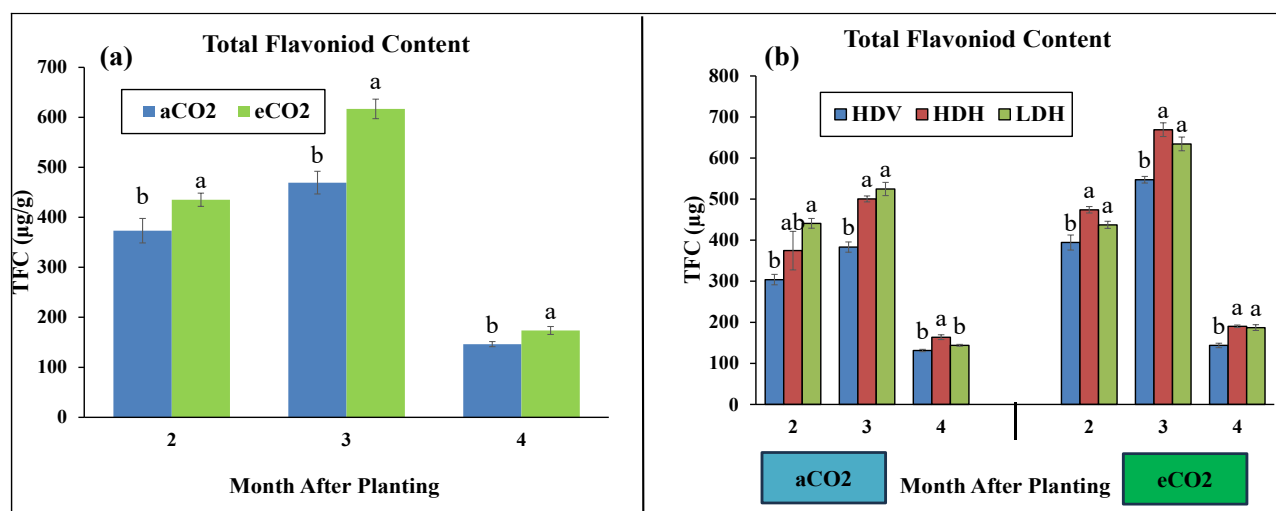 (a)
Total Flavoniod Content
700
600
500
400
300
200
100
0
TFC (µg/g)
aCO2 eCO2
b a
b a
b a
2 3 4
Month After Planting
(b)
Total Flavoniod Content
800
700
600
500
400
300
200
100
0
TFC (µg)
HDV HDH LDH
b ab a
b a a
b a b
b a a
b a a
b a a
2 3 4 2 3 4
aCO2 Month After Planting eCO2